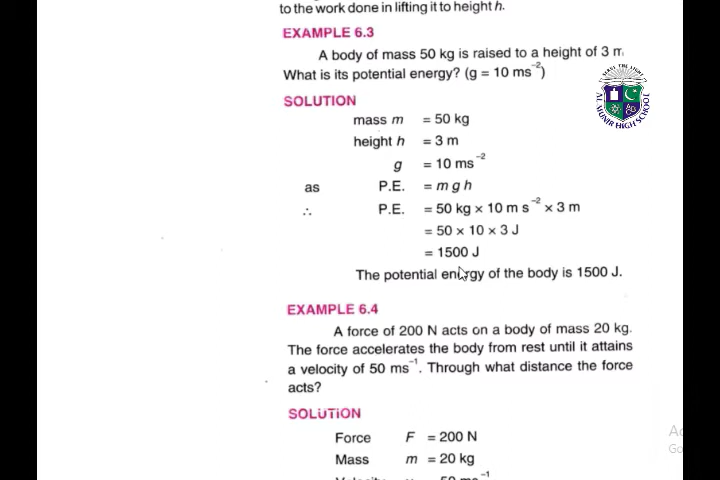 to the work done in lifting it to height h.
EXAMPLE 6.3
A body of mass 50 kg is raised to a height of 3 m
What is its potential energy? (g = 10 ms⁻²)
SOLUTION
mass m = 50 kg
height h = 3 m
g = 10 ms⁻²
as P.E. = m g h
∴ P.E. = 50 kg × 10 m s⁻² × 3 m
= 50 × 10 × 3 J
= 1500 J
The potential energy of the body is 1500 J.
EXAMPLE 6.4
A force of 200 N acts on a body of mass 20 kg.
The force accelerates the body from rest until it attains
a velocity of 50 ms⁻¹. Through what distance the force
acts?
SOLUTION
Force F = 200 N
Mass m = 20 kg
AL MUNIR HIGH SCHOOL